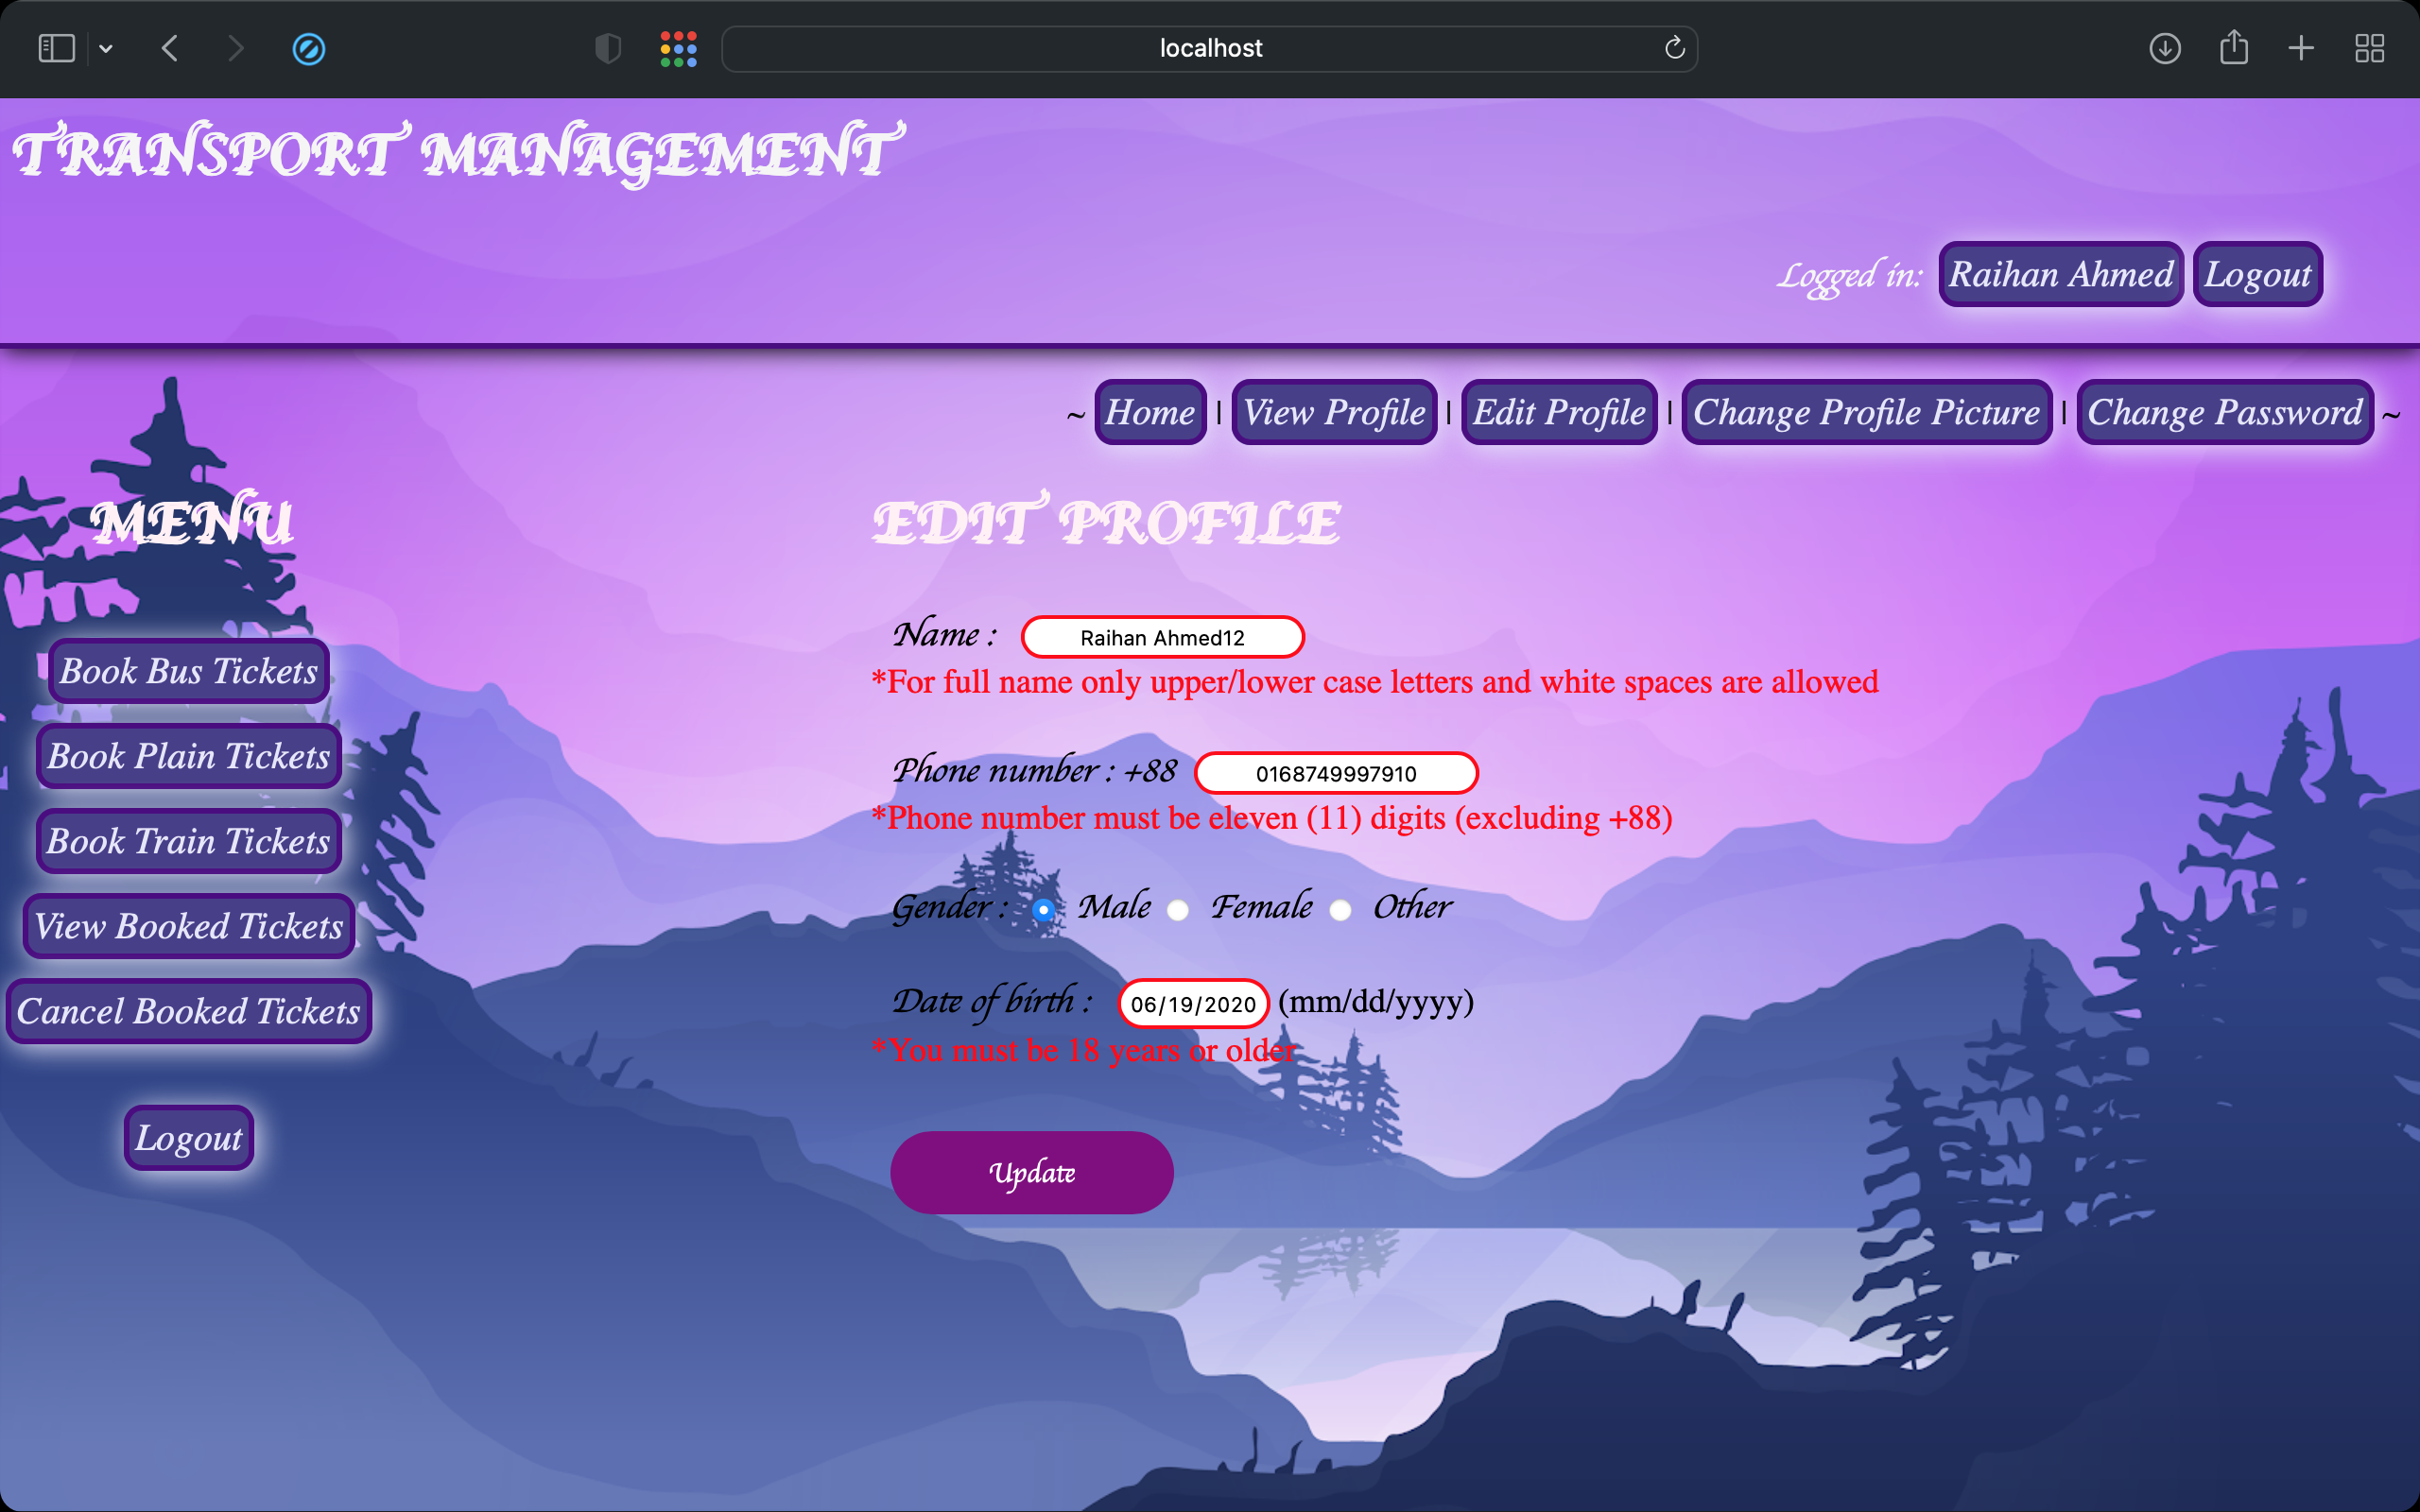 localhost
TRANSPORT MANAGEMENT
Logged in: Raihan Ahmed Logout
~ Home | View Profile | Edit Profile | Change Profile Picture | Change Password ~
MENU
Book Bus Tickets
Book Plain Tickets
Book Train Tickets
View Booked Tickets
Cancel Booked Tickets
Logout
EDIT PROFILE
Name : Raihan Ahmed12
*For full name only upper/lower case letters and white spaces are allowed
Phone number : +88 0168749997910
*Phone number must be eleven (11) digits (excluding +88)
Gender : Male Female Other
Date of birth : 06/19/2020 (mm/dd/yyyy)
*You must be 18 years or older
Update